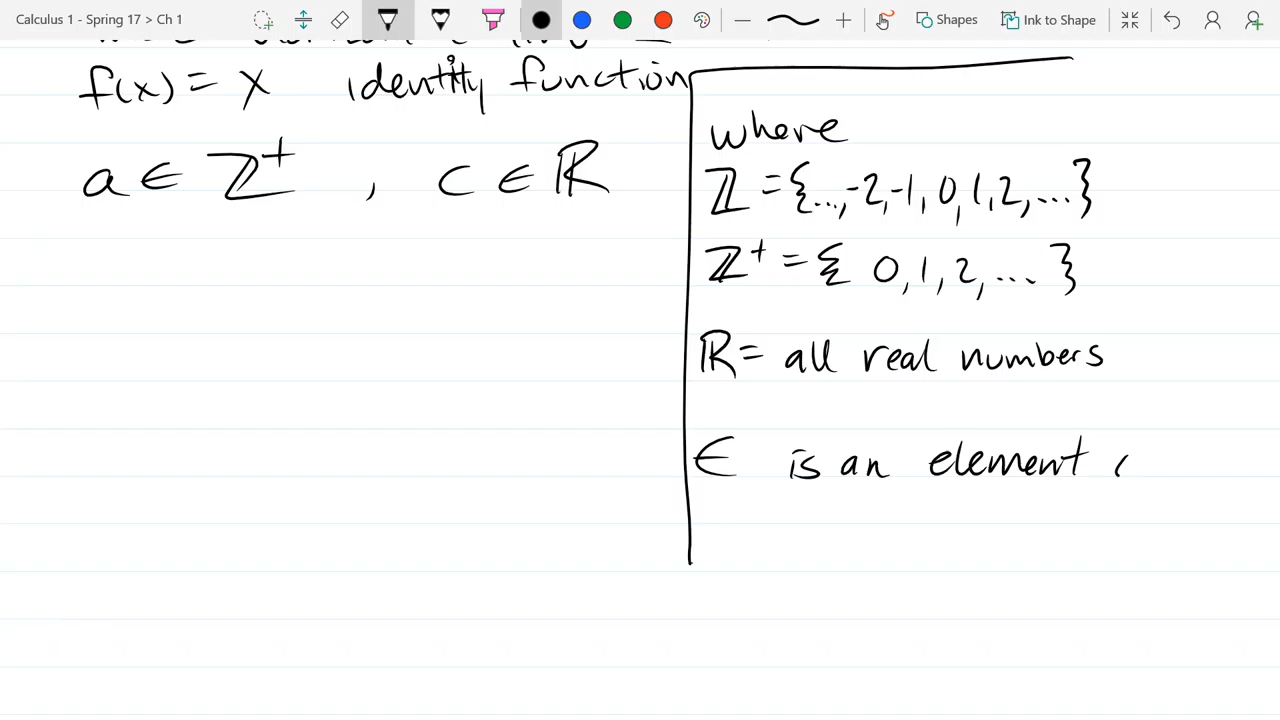 Calculus 1 - Spring 17 > Ch 1
Shapes
Ink to Shape
f(x) = x identity function
a ∈ ℤ⁺ , c ∈ ℝ
where
ℤ = {..., -2, -1, 0, 1, 2, ...}
ℤ⁺ = { 0, 1, 2, ... }
ℝ = all real numbers
∈ is an element